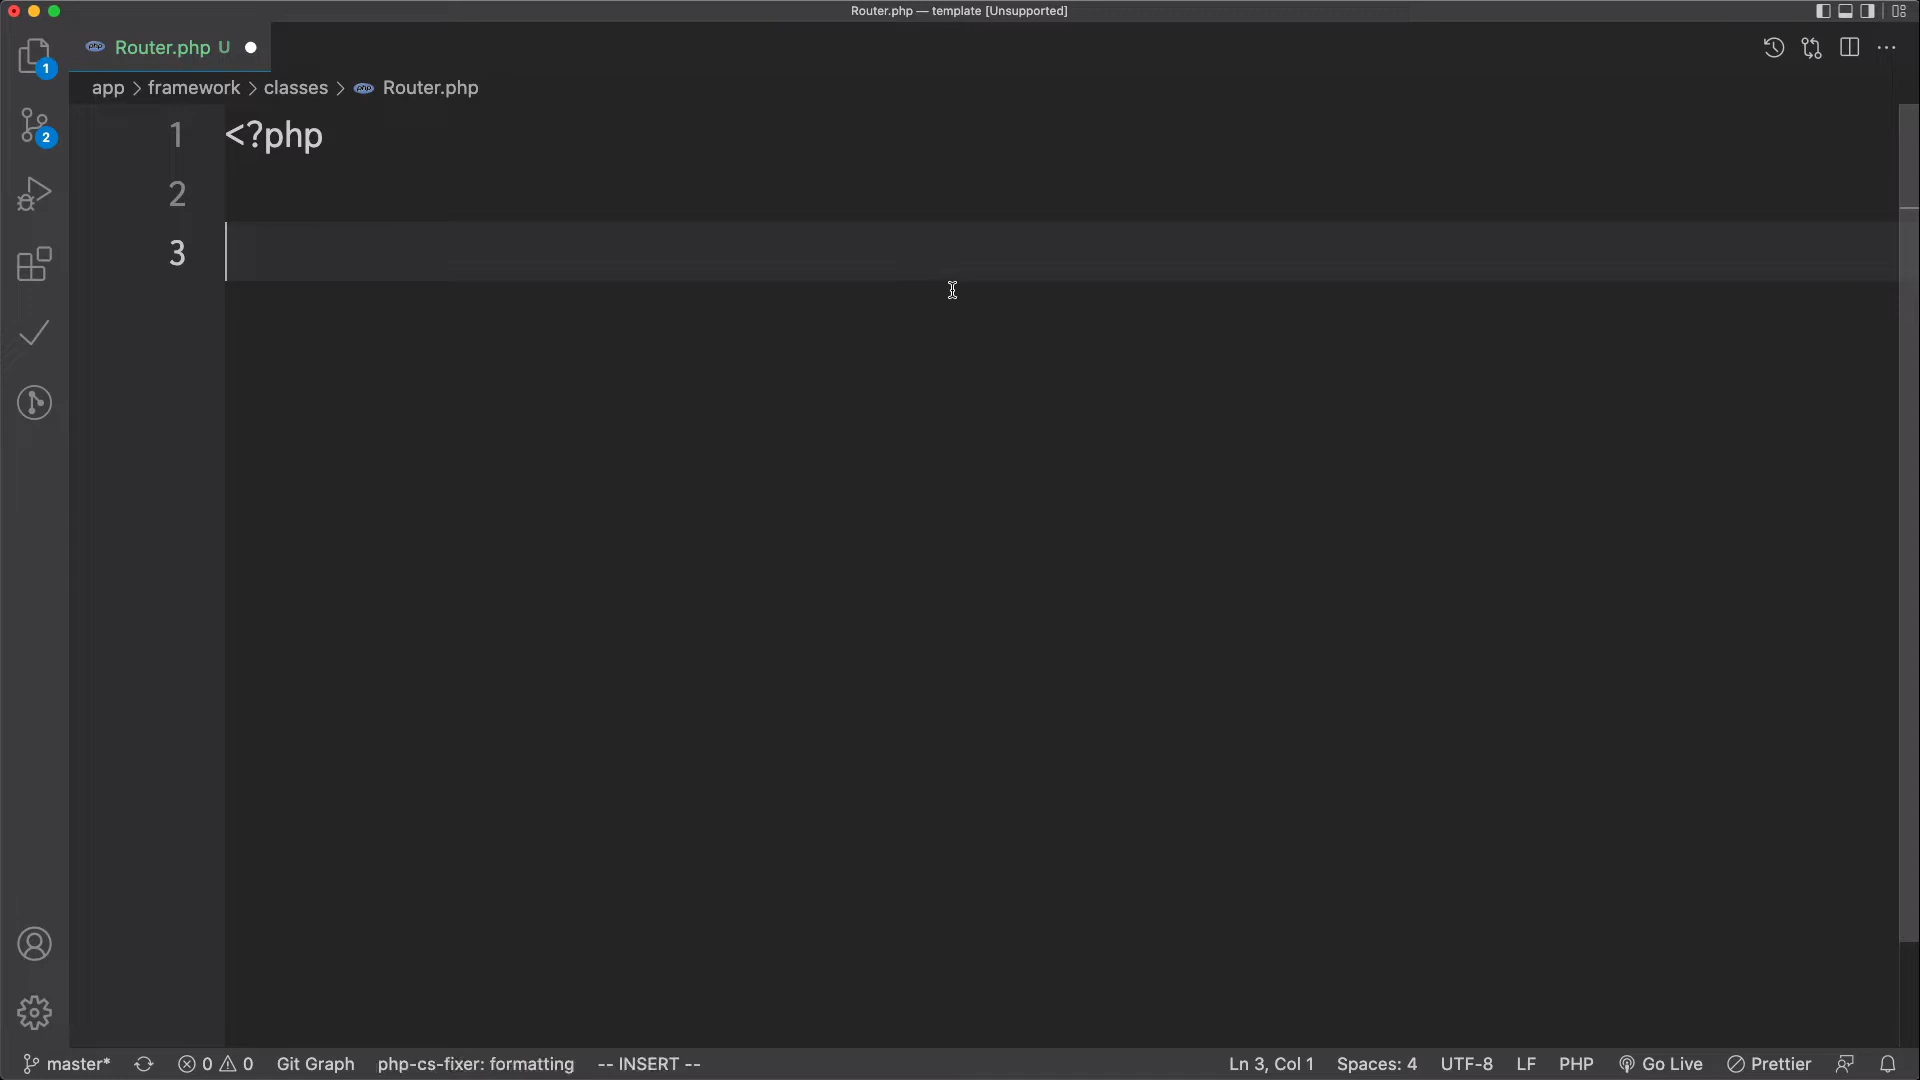 Router.php — template [Unsupported]
Router.php U
1
app > framework > classes > Router.php
1 <?php
2
2
3
master* 0 0 Git Graph php-cs-fixer: formatting -- INSERT -- Ln 3, Col 1 Spaces: 4 UTF-8 LF PHP Go Live Prettier